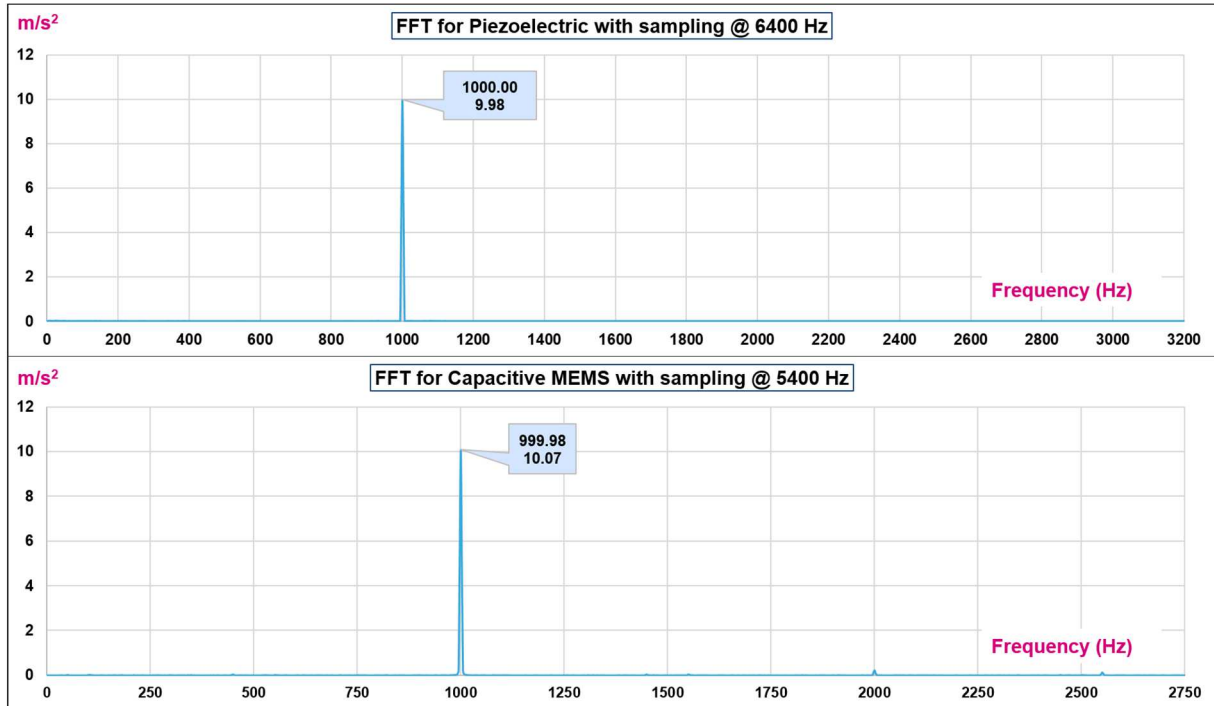 m/s²
FFT for Piezoelectric with sampling @ 6400 Hz
12
1000.00
9.98
10
8
6
4
2
Frequency (Hz)
0
0 200 400 600 800 1000 1200 1400 1600 1800 2000 2200 2400 2600 2800 3000 3200
m/s²
FFT for Capacitive MEMS with sampling @ 5400 Hz
12
999.98
10.07
10
8
6
4
2
Frequency (Hz)
0
0 250 500 750 1000 1250 1500 1750 2000 2250 2500 2750